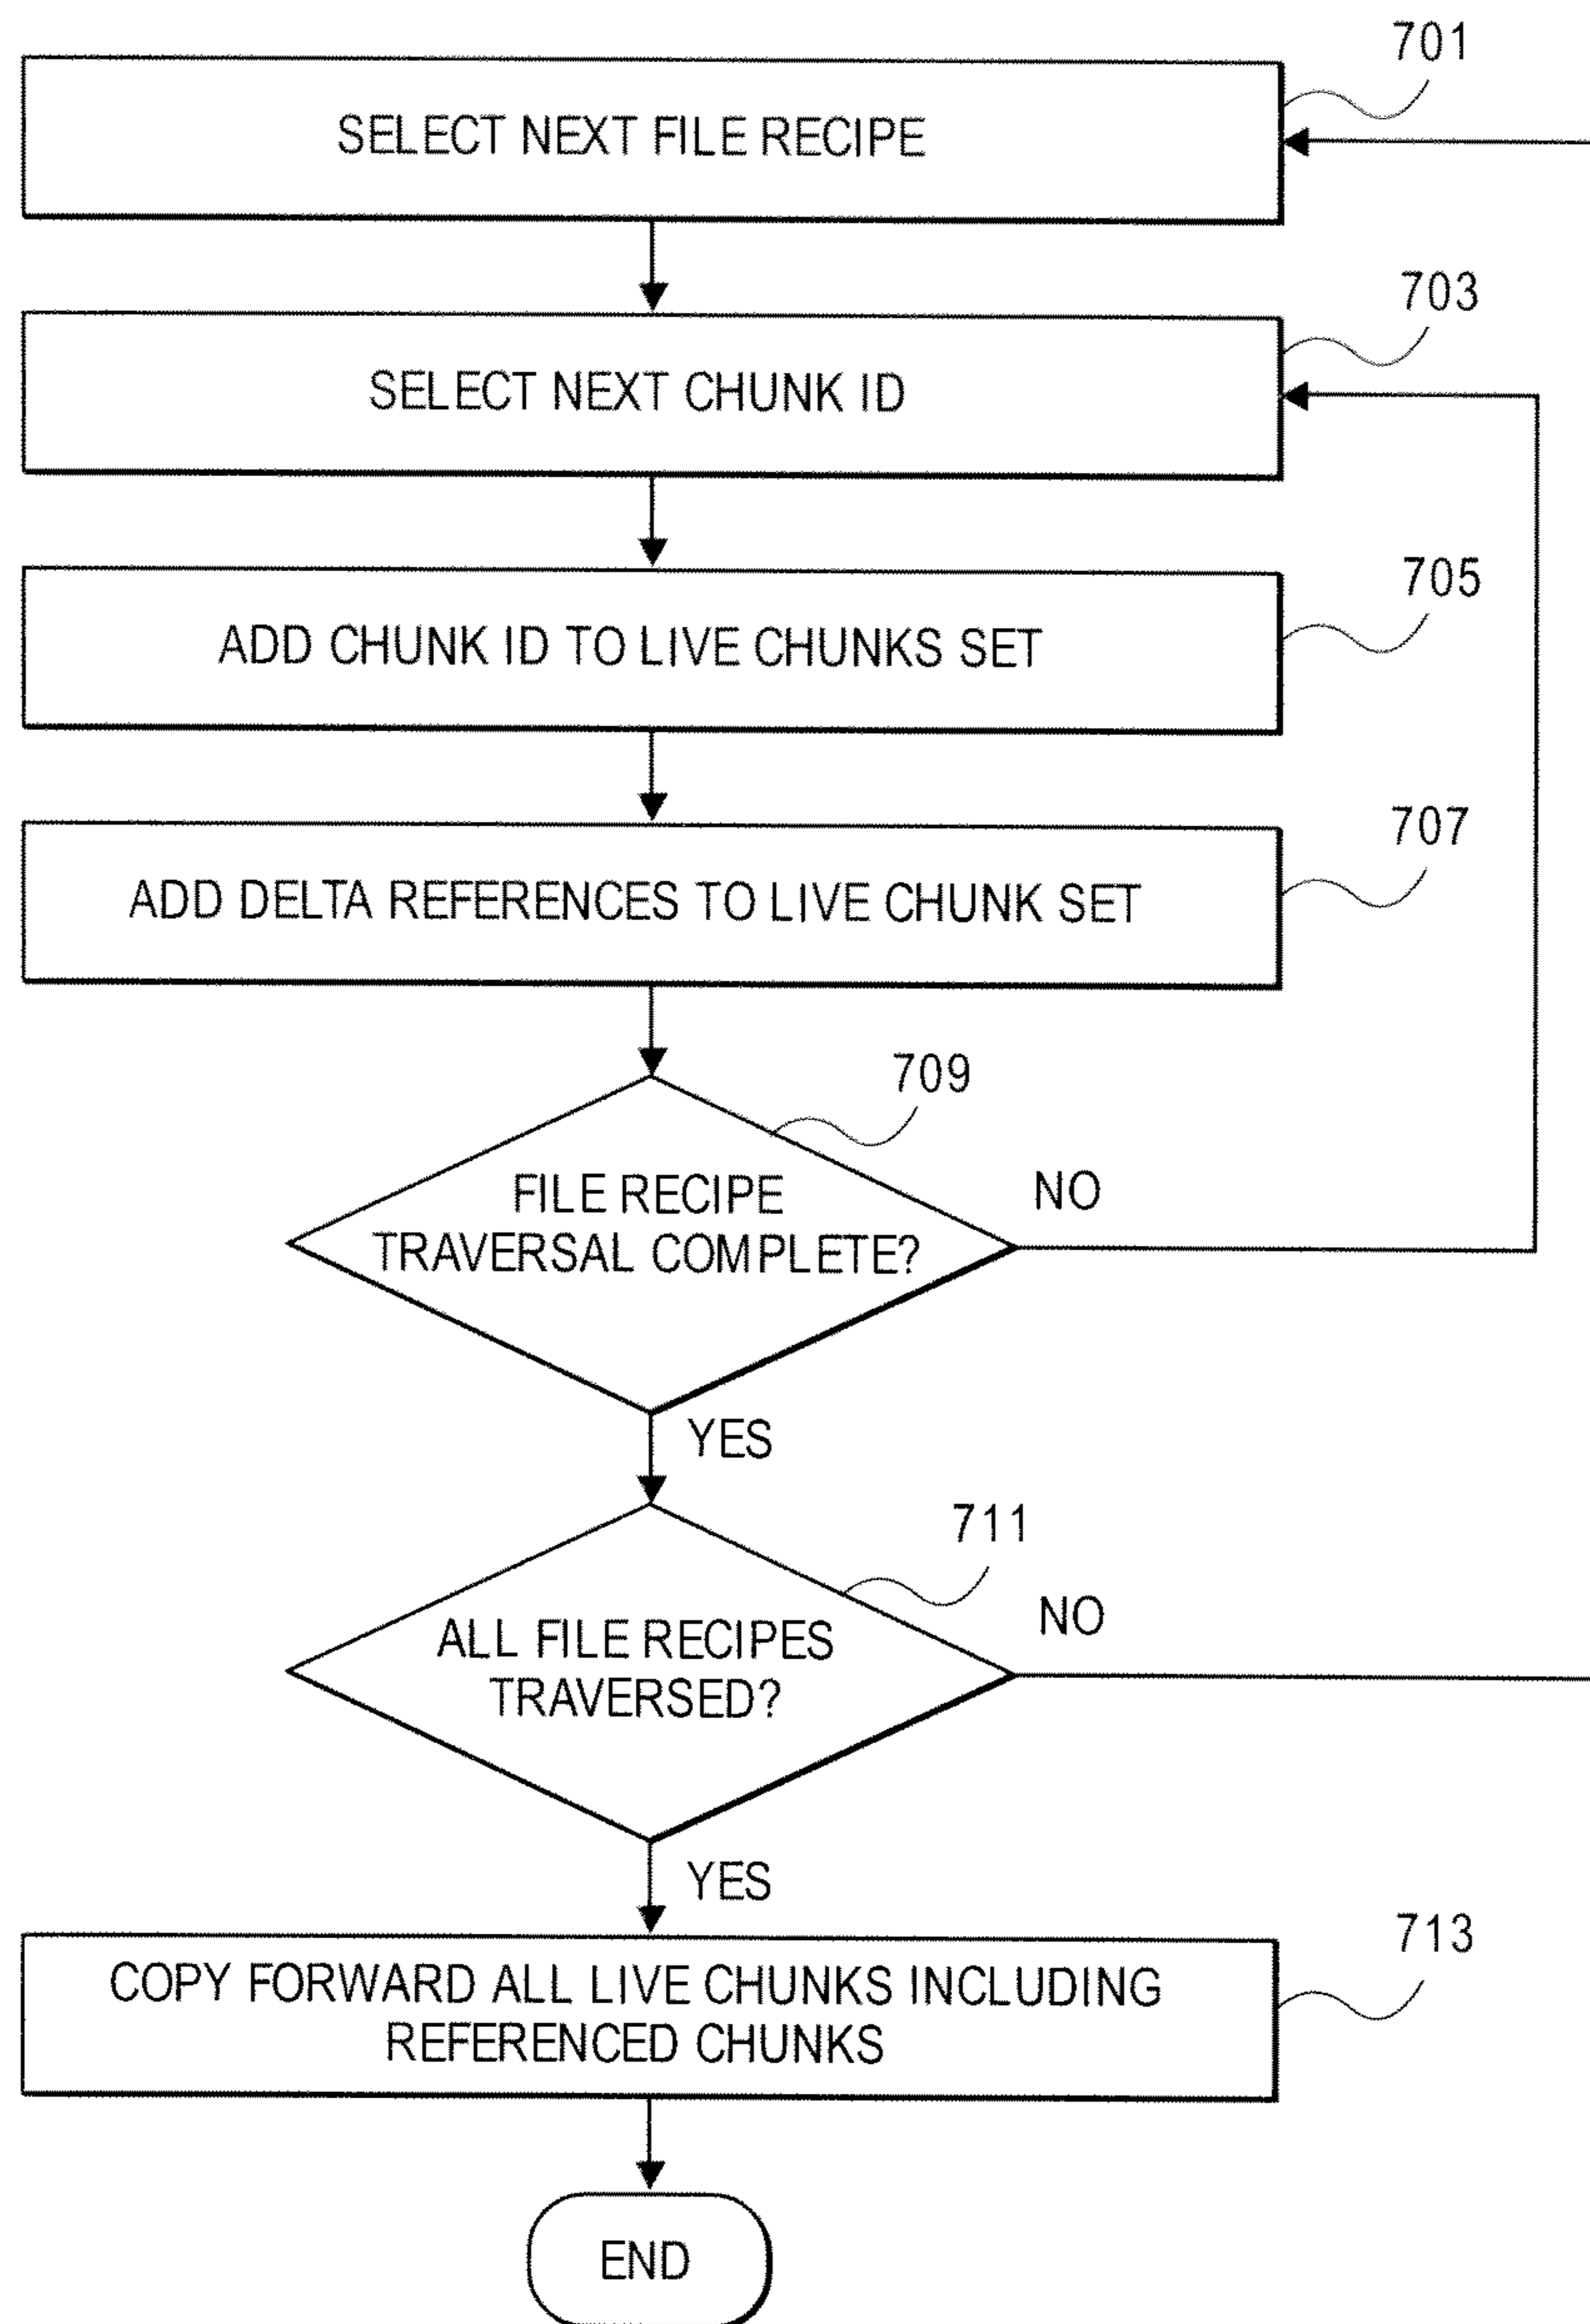 701
SELECT NEXT FILE RECIPE
703
SELECT NEXT CHUNK ID
705
ADD CHUNK ID TO LIVE CHUNKS SET
707
ADD DELTA REFERENCES TO LIVE CHUNK SET
709
FILE RECIPE
TRAVERSAL COMPLETE?
NO
YES
711
ALL FILE RECIPES
TRAVERSED?
NO
YES
713
COPY FORWARD ALL LIVE CHUNKS INCLUDING
REFERENCED CHUNKS
END